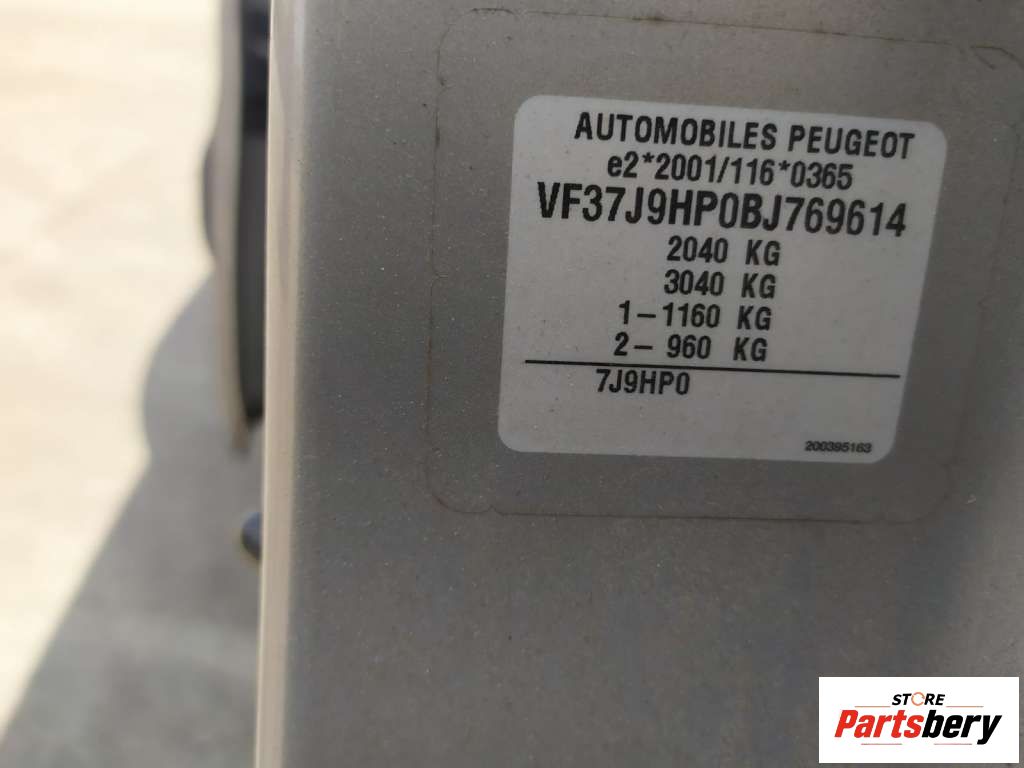 AUTOMOBILES PEUGEOT
e2*2001/116*0365
VF37J9HP0BJ769614
2040 KG
3040 KG
1-1160 KG
2- 960 KG
7J9HP0
200395163
STORE
Partsbery